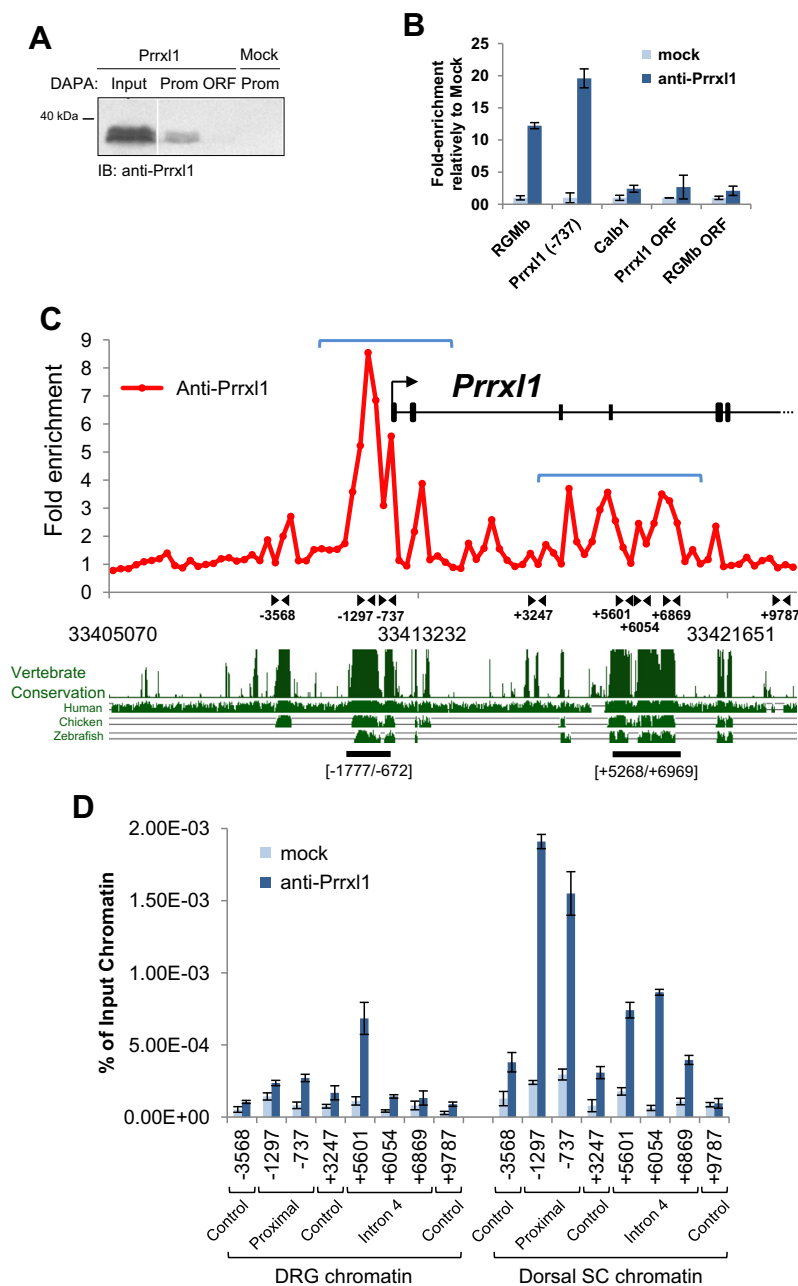 A
Prrxl1 Mock
DAPA: Input Prom ORF Prom
40 kDa
IB: anti-Prrxl1
B
Fold-enrichment
relatively to Mock
25
20
15
10
05
00
mock
anti-Prrxl1
RGMb
Prrxl1 (-737)
Calb1
Prrxl1 ORF
RGMb ORF
C
Fold enrichment
9
8
7
6
5
4
3
2
1
0
Anti-Prrxl1
Prrxl1
-3568 -1297 -737 +3247 +5601 +6054 +6869 +9787
33405070 33413232 33421651
Vertebrate
Conservation
Human
Chicken
Zebrafish
[-1777/-672] [+5268/+6969]
D
% of Input Chromatin
2.00E-03
1.50E-03
1.00E-03
5.00E-04
0.00E+00
mock
anti-Prrxl1
-3568 -1297 -737 +3247 +5601 +6054 +6869 +9787 -3568 -1297 -737 +3247 +5601 +6054 +6869 +9787
Control Proximal Control Intron 4 Control Control Proximal Control Intron 4 Control
DRG chromatin Dorsal SC chromatin